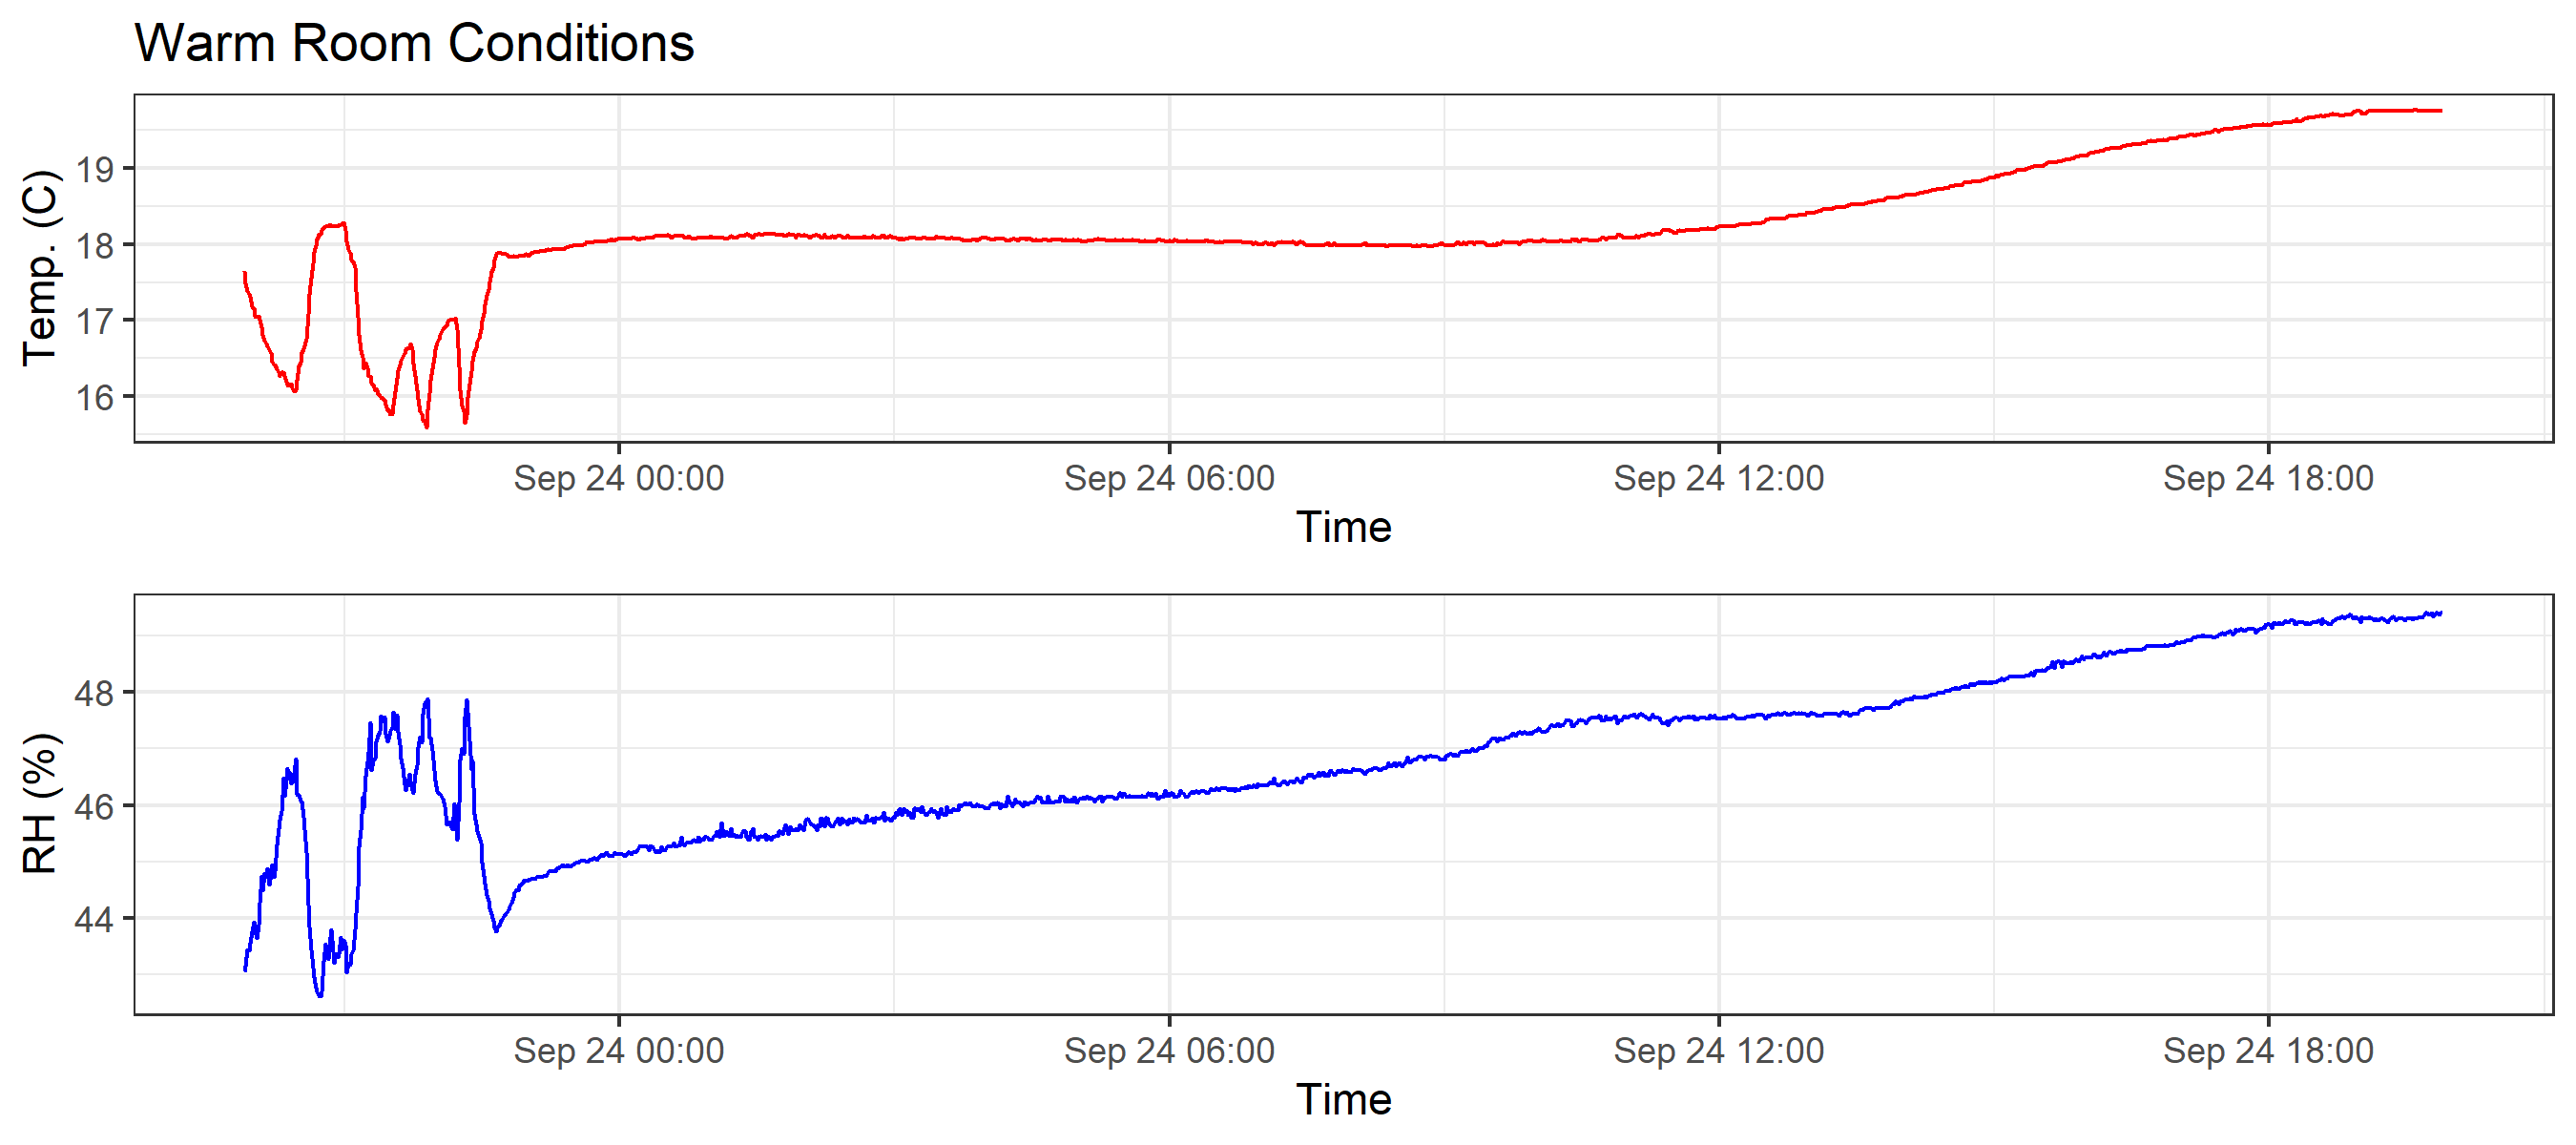 Warm Room Conditions
Temp. (C)
19
18
17
16
Sep 24 00:00 Sep 24 06:00 Sep 24 12:00 Sep 24 18:00
Time
RH (%)
48
46
44
Sep 24 00:00 Sep 24 06:00 Sep 24 12:00 Sep 24 18:00
Time